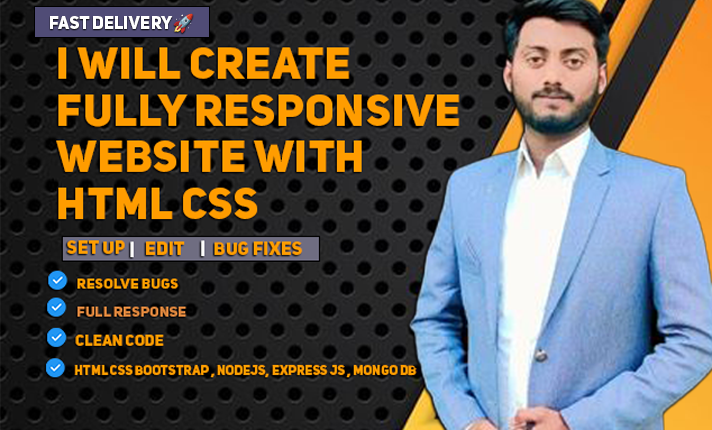 FAST DELIVERY🚀
I WILL CREATE
FULLY RESPONSIVE
WEBSITE WITH
HTML CSS
SET UP | EDIT | BUG FIXES
RESOLVE BUGS
FULL RESPONSE
CLEAN CODE
HTML CSS BOOTSTRAP , NODEJS, EXPRESS JS , MONGO DB